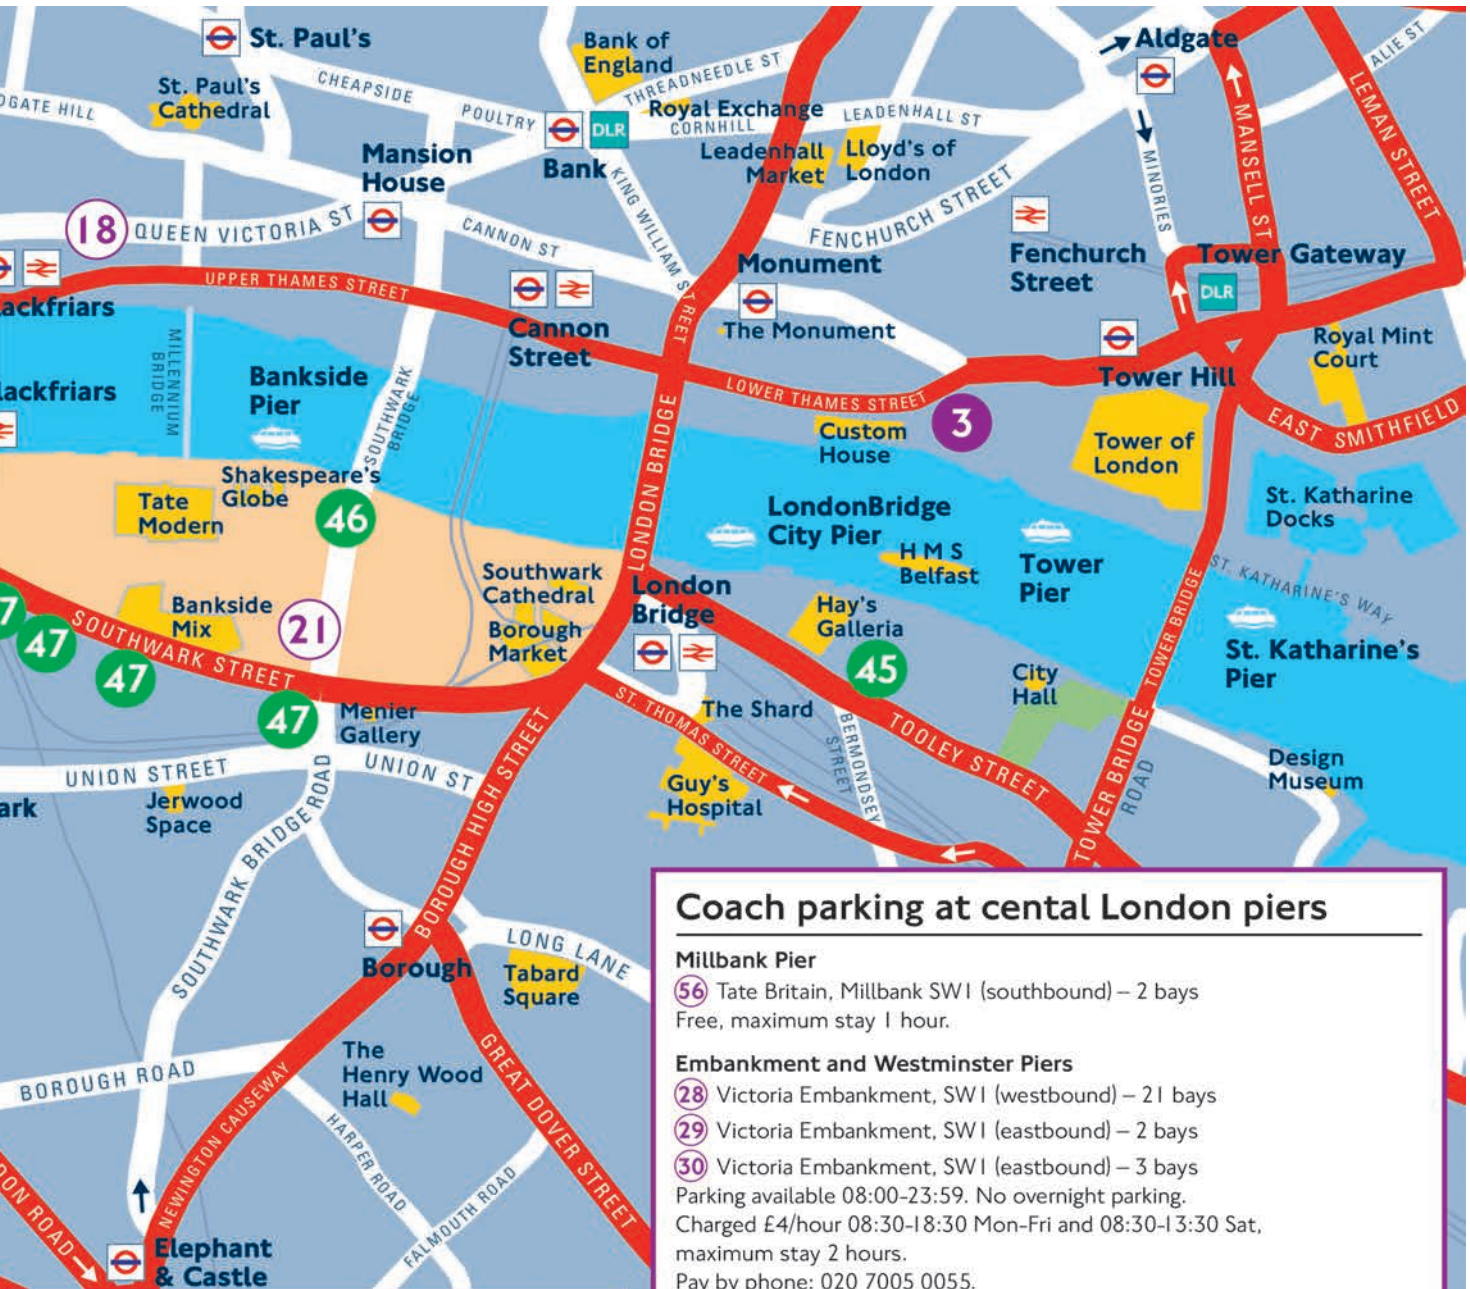 St. Paul's
Bank of
England
Aldgate
ALIE ST
St. Paul's
Cathedral
CHEAPSIDE
THREADNEEDLE ST
POULTRY
DLR
Royal Exchange
CORNHILL
LEADENHALL ST
MANSELL ST
LEMAN STREET
DGATE HILL
Mansion
House
Bank
Leadenhall
Market
Lloyd's of
London
MINORIES
KING WILLIAM STREET
18
QUEEN VICTORIA ST
CANNON ST
FENCHURCH STREET
Fenchurch
Street
Tower Gateway
DLR
Monument
The Monument
lackfriars
UPPER THAMES STREET
Cannon
Street
Royal Mint
Court
Tower Hill
MILLENNIUM
BRIDGE
lackfriars
Bankside
Pier
SOUTHWARK
BRIDGE
LOWER THAMES STREET
3
EAST SMITHFIELD
Custom
House
Tower of
London
LONDON BRIDGE
Shakespeare's
Globe
Tate
Modern
46
LondonBridge
City Pier
H M S
Belfast
Tower
Pier
St. Katharine
Docks
ST. KATHARINE'S WAY
TOWER BRIDGE
Southwark
Cathedral
London
Bridge
Bankside
Mix
21
Borough
Market
Hay's
Galleria
45
St. Katharine's
Pier
7
47
47
47
SOUTHWARK STREET
City
Hall
Menier
Gallery
ST. THOMAS STREET
The Shard
BERMONDSEY
STREET
TOOLEY STREET
TOWER BRIDGE
ROAD
Design
Museum
UNION STREET
UNION ST
Guy's
Hospital
ark
Jerwood
Space
SOUTHWARK BRIDGE ROAD
BOROUGH HIGH STREET
Borough
LONG LANE
Tabard
Square
BOROUGH ROAD
The
Henry Wood
Hall
NEWINGTON CAUSEWAY
HARPER ROAD
GREAT DOVER STREET
FALMOUTH ROAD
DON ROAD
Elephant
& Castle
Coach parking at cental London piers
Millbank Pier
56 Tate Britain, Millbank SW1 (southbound) – 2 bays
Free, maximum stay 1 hour.
Embankment and Westminster Piers
28 Victoria Embankment, SW1 (westbound) – 21 bays
29 Victoria Embankment, SW1 (eastbound) – 2 bays
30 Victoria Embankment, SW1 (eastbound) – 3 bays
Parking available 08:00-23:59. No overnight parking.
Charged £4/hour 08:30-18:30 Mon-Fri and 08:30-13:30 Sat,
maximum stay 2 hours.
Pay by phone: 020 7005 0055.